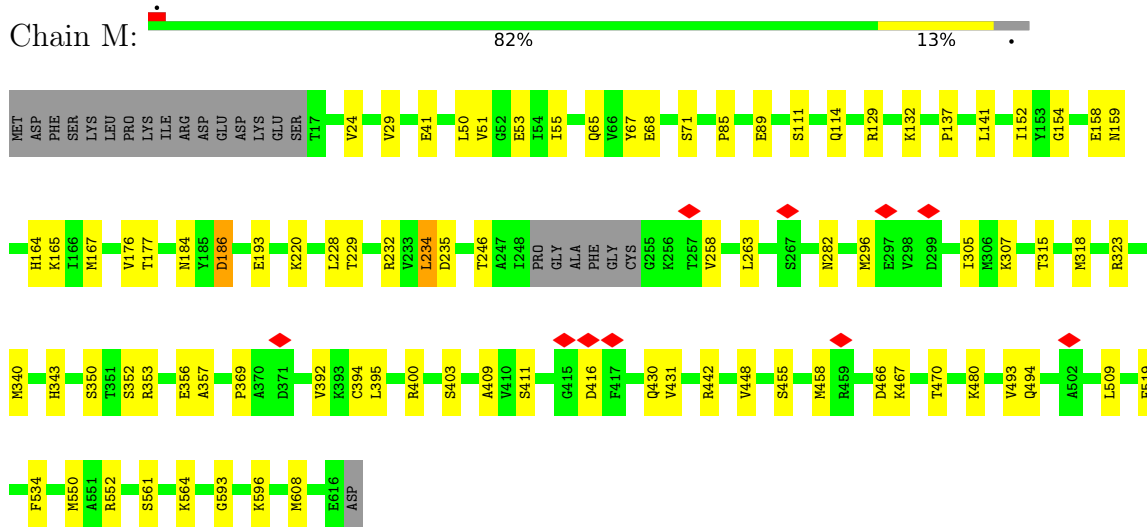 Chain M:
82% 13%
MET ASP PHE SER LYS LEU PRO LYS ILE ARG ASP GLU ASP LYS GLU SER T17 V24 V29 E41 L50 V51 G52 E53 I54 I55 Q65 V66 Y67 E68 S71 P85 E89 S111 Q114 R129 K132 P137 L141 I152 Y153 G154 E158 N159
H164 K165 I166 M167 V176 T177 N184 Y185 D186 E193 K220 L228 T229 R232 V233 L234 D235 T246 A247 I248 PRO GLY ALA PHE GLY CYS G255 K256 T257 V258 L263 S267 N282 M296 E297 V298 D299 I305 M306 K307 T315 M318 R323
M340 H343 S350 T351 S352 R353 E356 A357 P369 A370 D371 V392 K393 C394 L395 R400 S403 A409 V410 S411 G415 D416 F417 Q430 V431 R442 V448 S455 M458 R459 D466 K467 T470 K480 V493 Q494 A502 L509
F534 M550 A551 R552 S561 K564 G593 K596 M608 E616 ASP